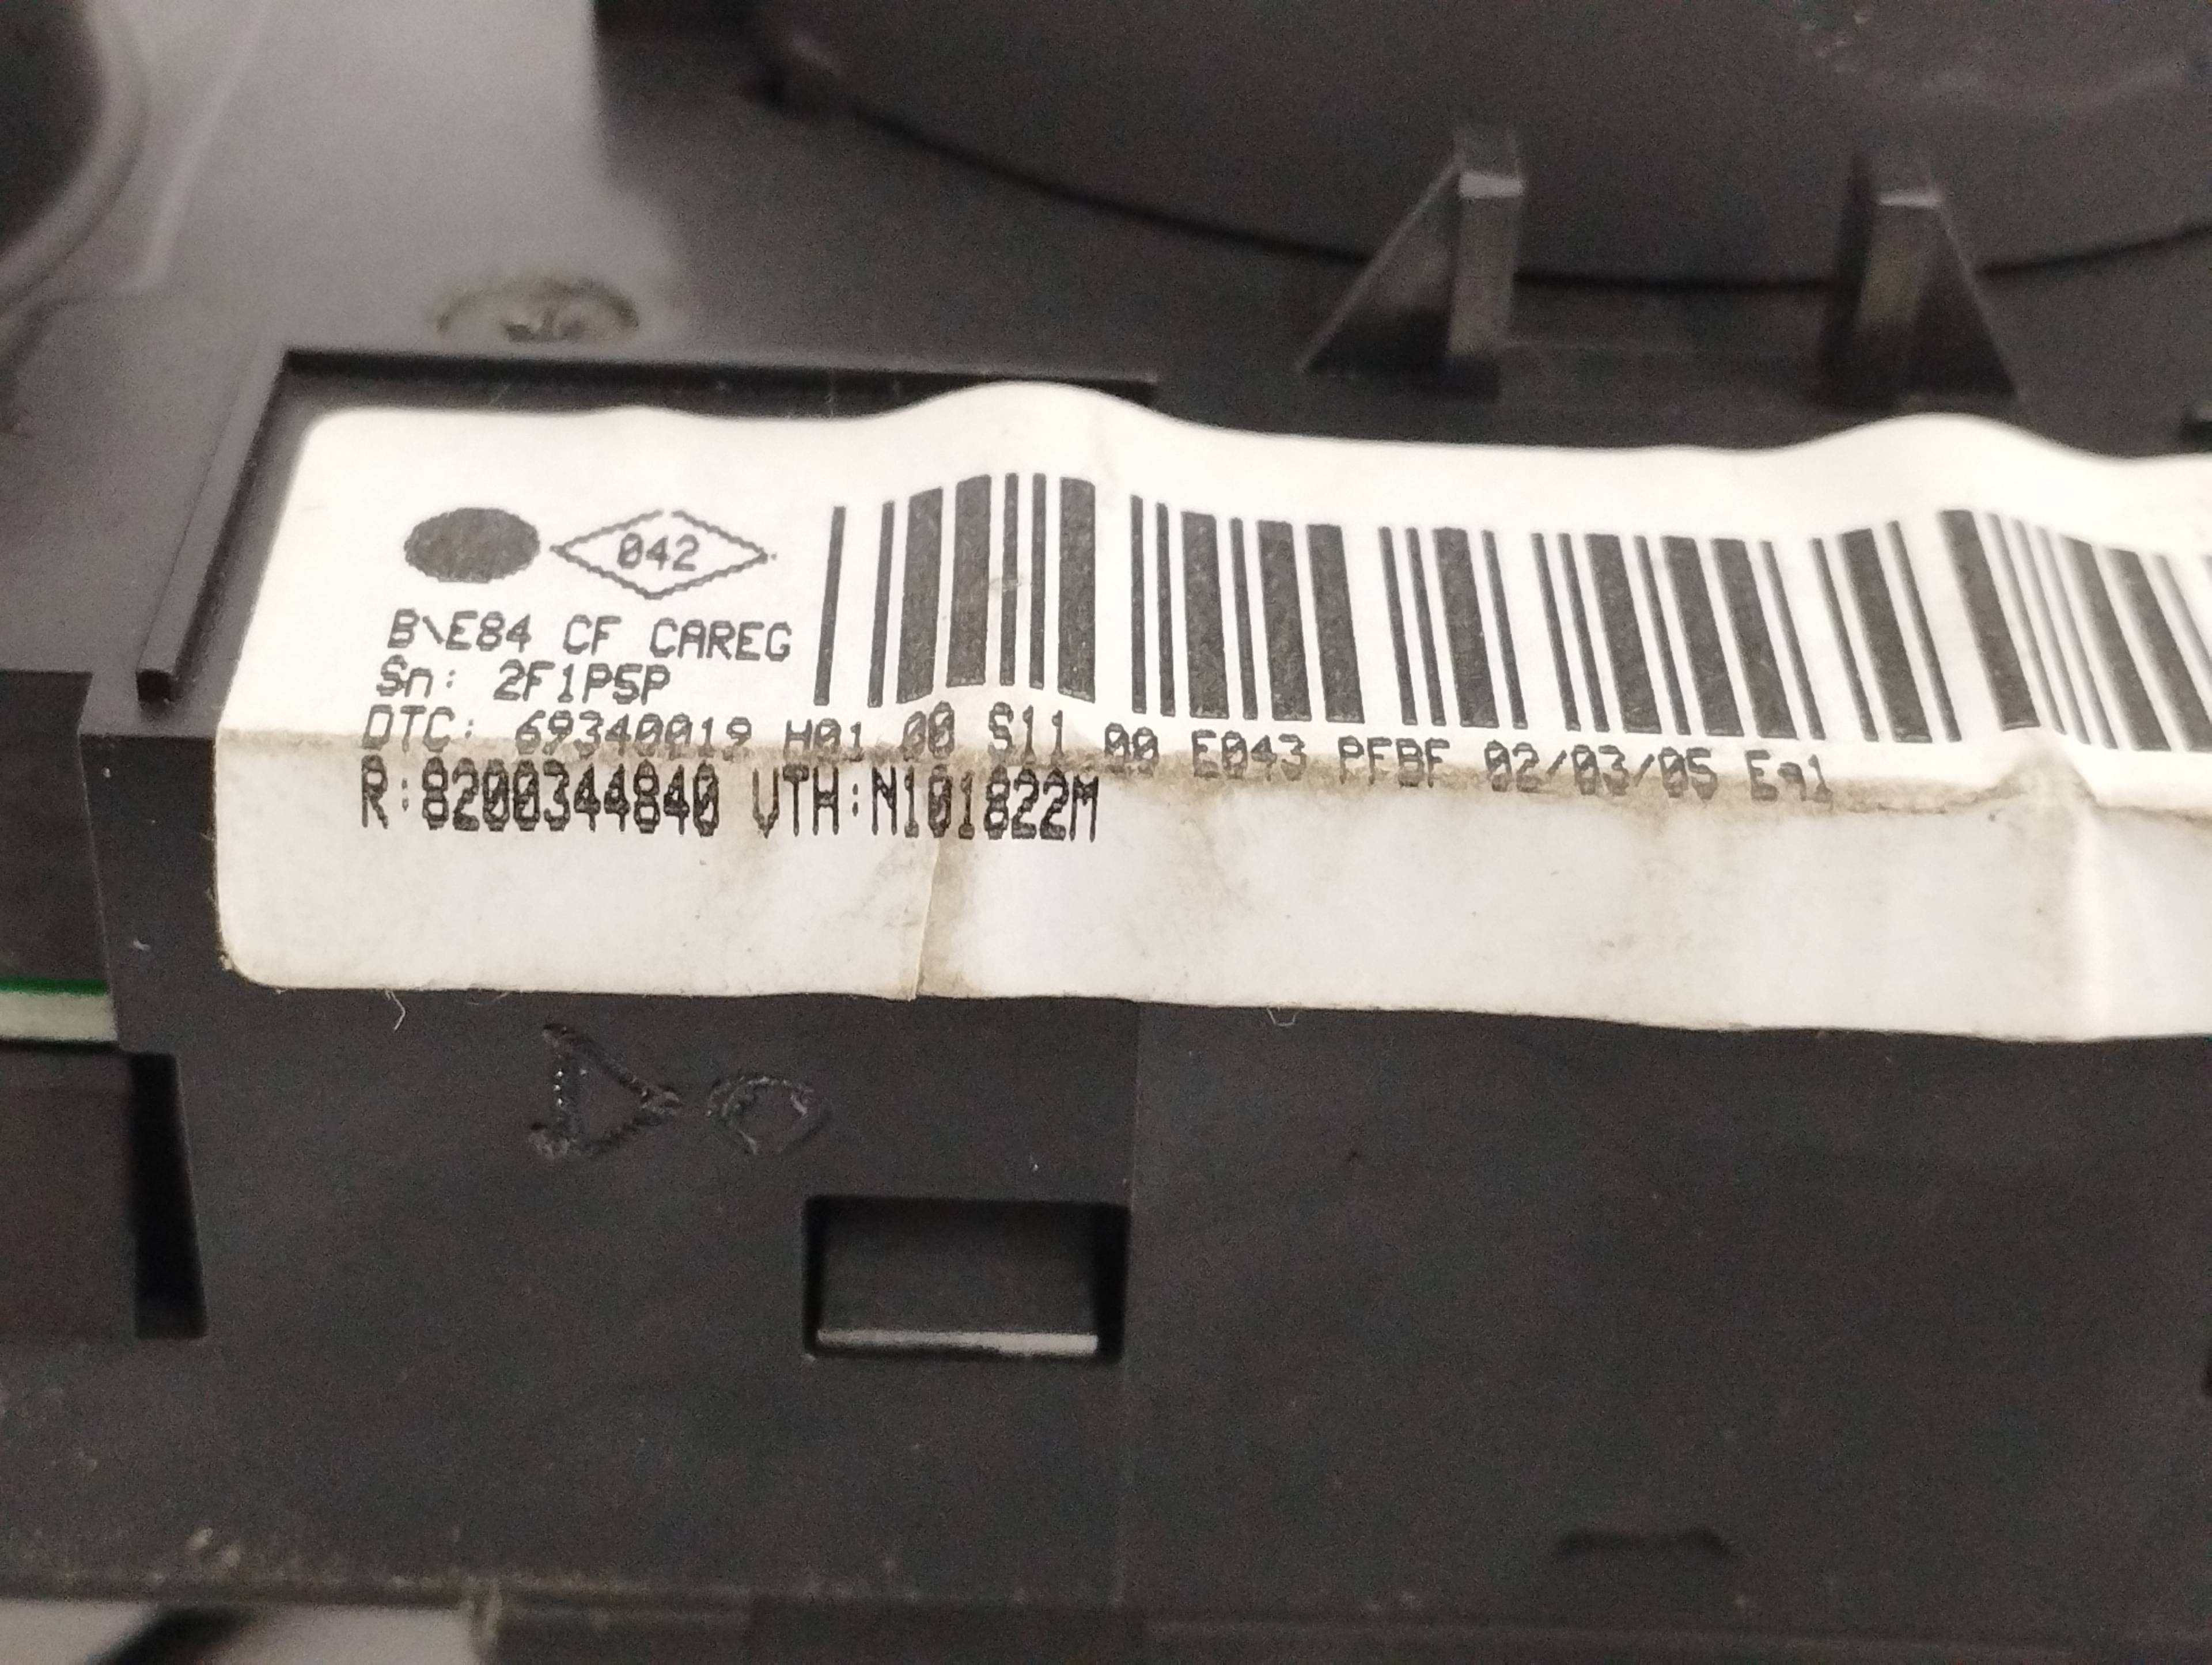 042
B\E84 CF CAREG
Sn: 2F1P5P
DTC: 69340019 H01 00 S11 00 E043 PFBF 02/03/05 Eq1
R:8200344840 VTH:N101822M